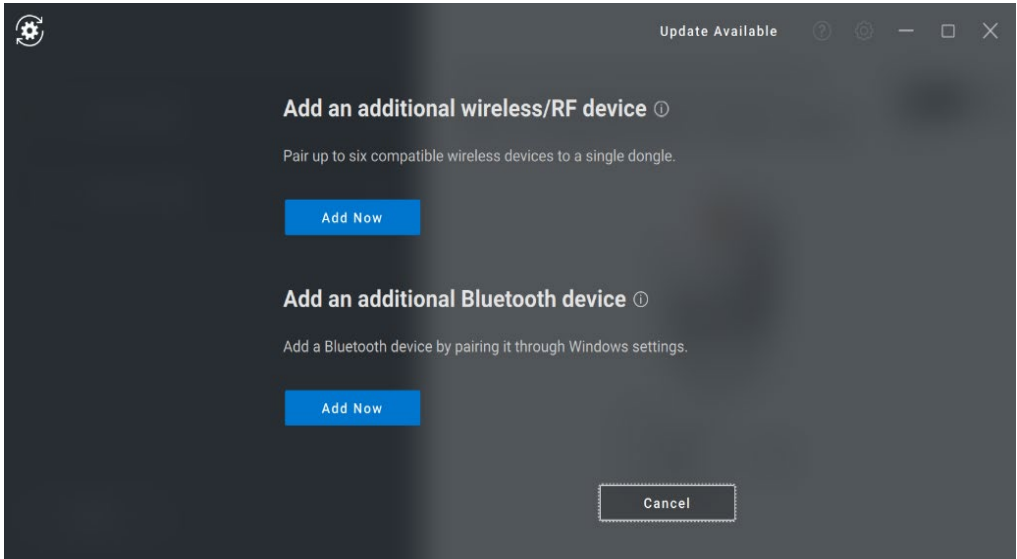 Update Available
Add an additional wireless/RF device
Pair up to six compatible wireless devices to a single dongle.
Add Now
Add an additional Bluetooth device
Add a Bluetooth device by pairing it through Windows settings.
Add Now
Cancel